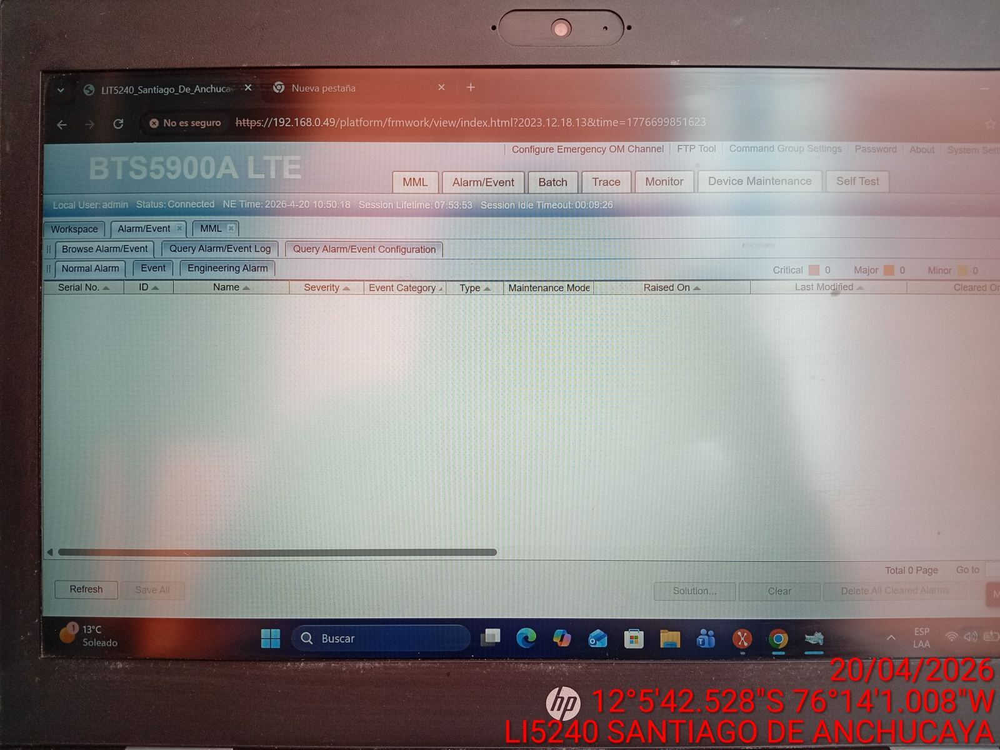 LIT5240_Santiago_De_Anchuca
Nueva pestaña
No es seguro https://192.168.0.49/platform/frmwork/view/index.html?2023.12.18.13&time=1776699851623
Configure Emergency OM Channel FTP Tool Command Group Settings Password About System Sett
BTS5900A LTE
MML Alarm/Event Batch Trace Monitor Device Maintenance Self Test
Local User: admin Status: Connected NE Time: 2026-4-20 10:50:18 Session Lifetime: 07:53:53 Session Idle Timeout: 00:09:26
Workspace Alarm/Event MML
Browse Alarm/Event Query Alarm/Event Log Query Alarm/Event Configuration
Normal Alarm Event Engineering Alarm Critical 0 Major 0 Minor 0
Serial No. ID Name Severity Event Category Type Maintenance Mode Raised On Last Modified Cleared On
Total 0 Page Go to
Refresh Save All Solution... Clear Delete All Cleared Alarms M
1 13°C
Soleado
Buscar
ESP
LAA
20/04/2026
hp
12°5'42.528"S 76°14'1.008"W
LI5240 SANTIAGO DE ANCHUCAYA